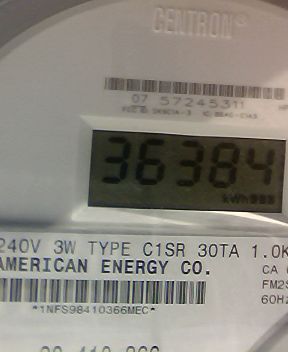 CENTRON®
07 57245311
36384
kWh
240V 3W TYPE C1SR 30TA 1.0K
AMERICAN ENERGY CO.
CA
FM2S
60Hz
*1NFS98410366MEC*